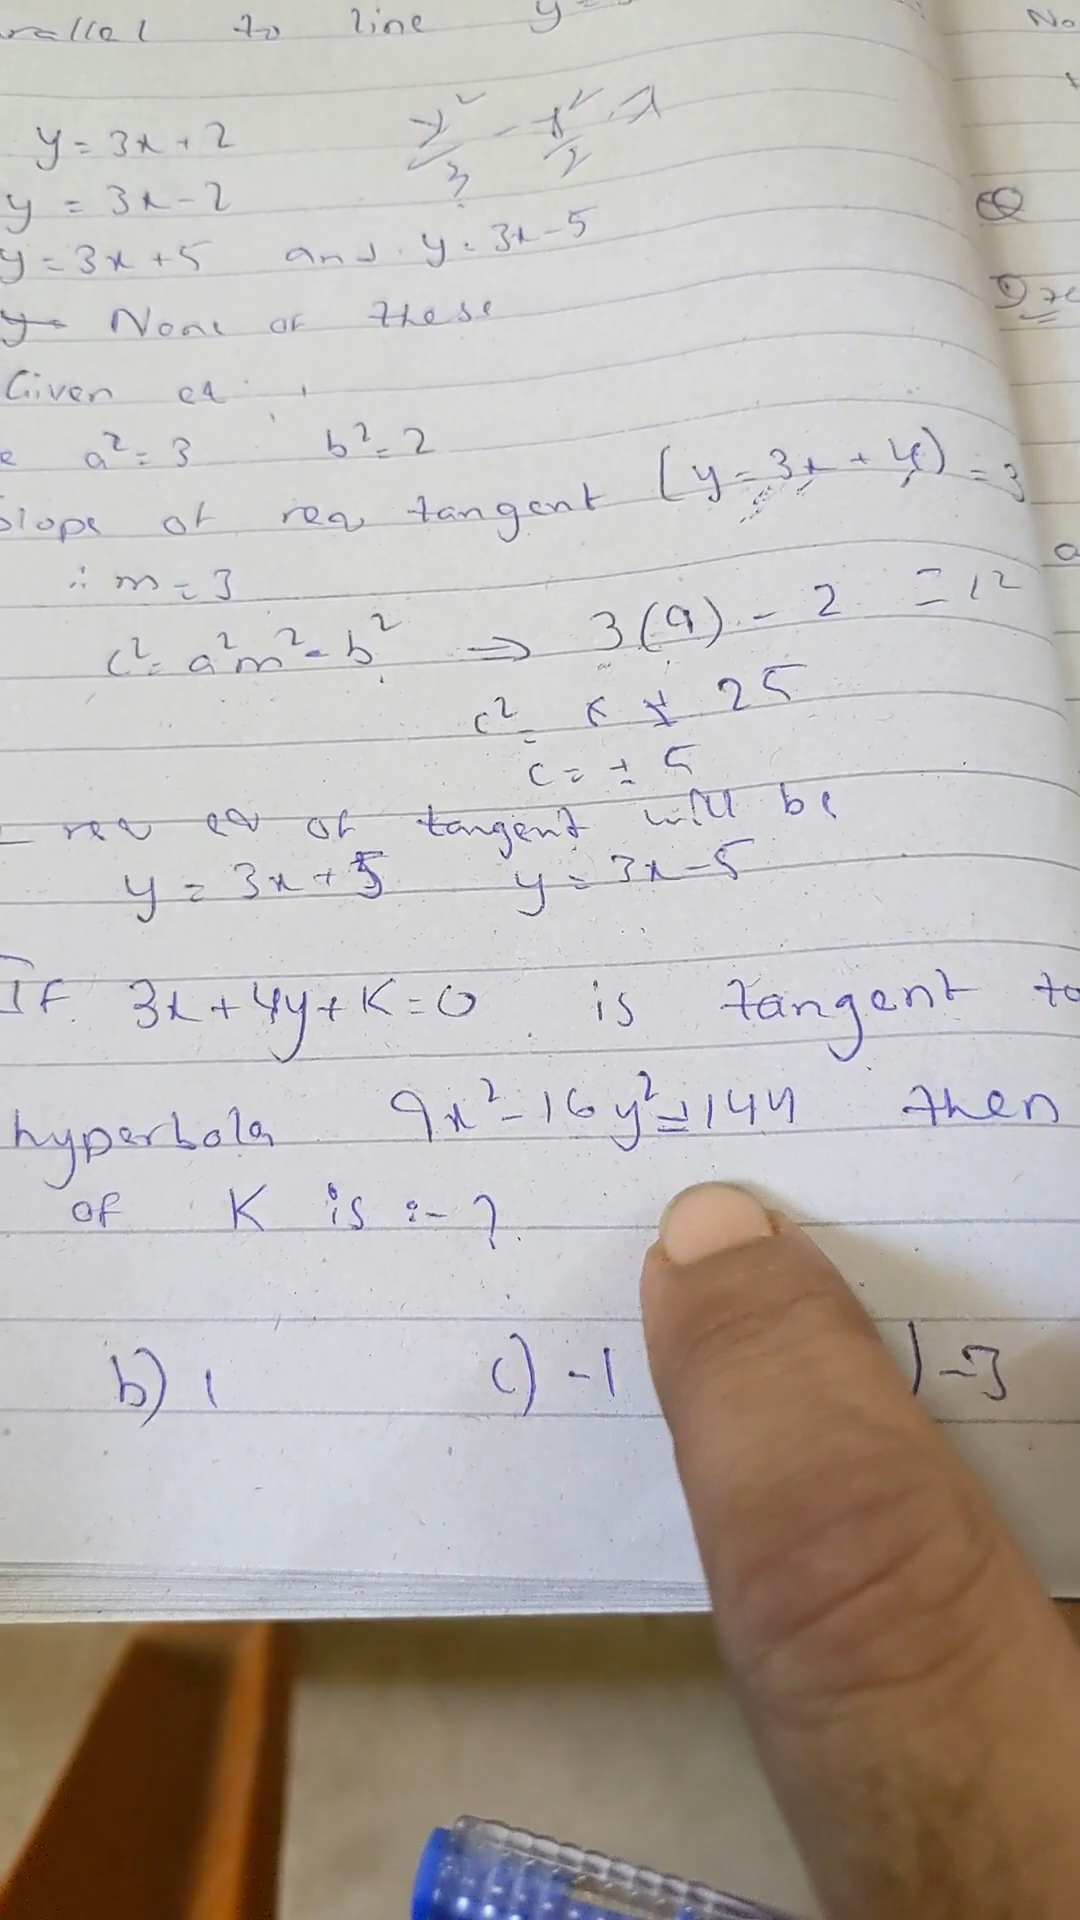 rallel to line y=
No
y = 3x + 2
y = 3x - 2
y = 3x + 5 and y = 3x - 5
Q
None of these
Given eq
a² = 3 b² = 2
Slope of req tangent (y = 3x + 4) = 3
∴ m = 3
c² = a²m² - b² ⇒ 3(9) - 2 = 12
c² = 25
c = ± 5
req eq of tangent will be
y = 3x + 5 y = 3x - 5
If 3x + 4y + K = 0 is tangent to
hyperbola 9x² - 16y² = 144 then
of K is :- ?
b) 1 c) -1 ) -3